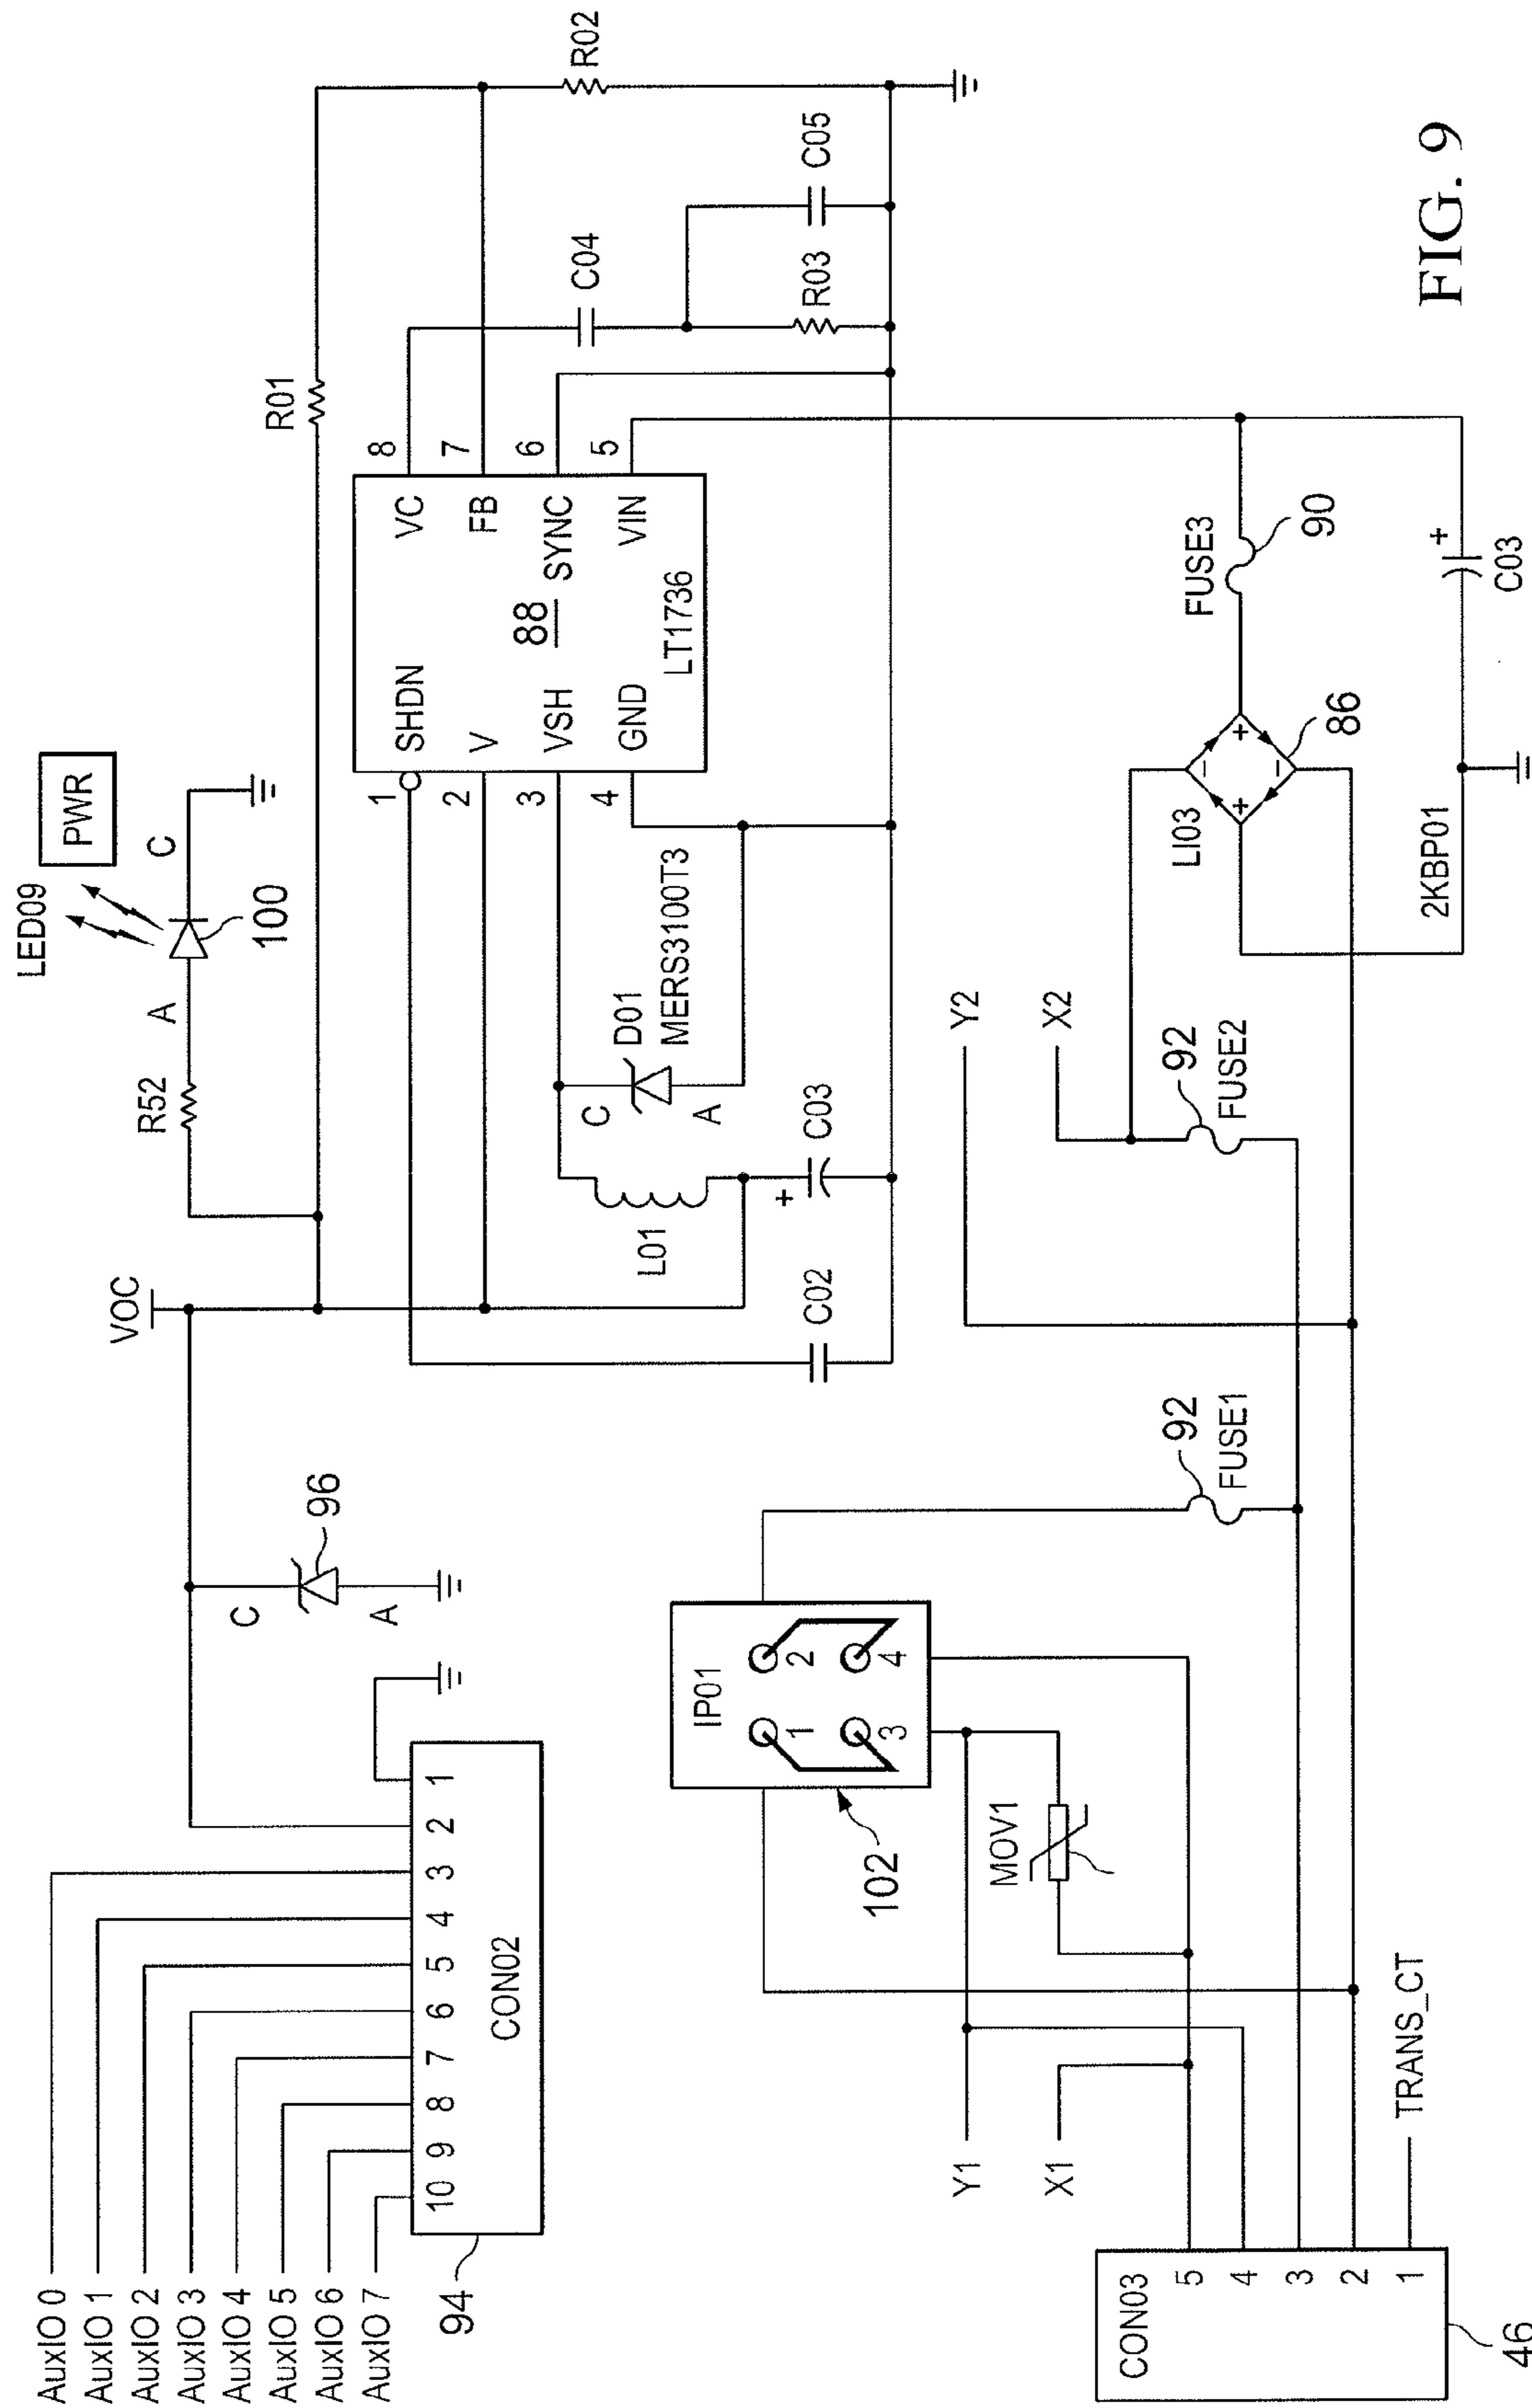 AuxIO 0
AuxIO 1
AuxIO 2
AuxIO 3
AuxIO 4
AuxIO 5
AuxIO 6
AuxIO 7
10 9 8 7 6 5 4 3 2 1
CON02
94
C
A
96
VOC
R52
A
C
LED09
100
PWR
R01
R02
1 SHDN
2 V
3 VSH
4 GND
VC 8
FB 7
SYNC 6
VIN 5
88
LT1736
C04
C05
R03
L01
C
D01
A
MERS3100T3
+
C03
C02
IP01
1
2
3
4
102
MOV1
Y1
X1
Y2
X2
92
FUSE1
92
FUSE2
LI03
- + + -
86
FUSE3
90
2KBP01
+
C03
CON03
5
4
3
2
1
TRANS_CT
46
FIG. 9